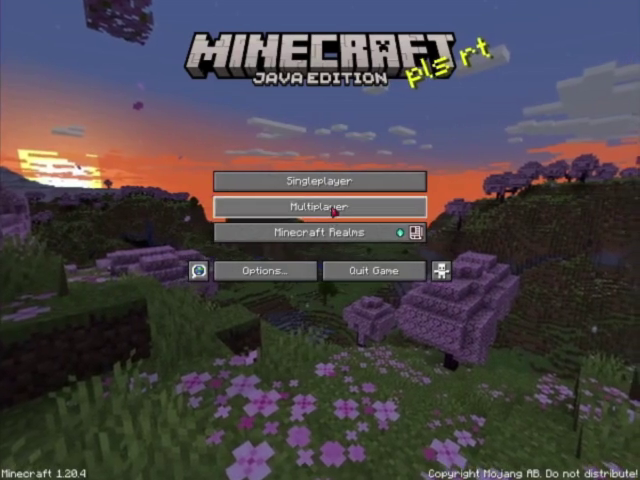 MINECRAFT
JAVA EDITION
pls rt
Singleplayer
Multiplayer
Minecraft Realms
Options...
Quit Game
Minecraft 1.20.4
Copyright Mojang AB. Do not distribute!